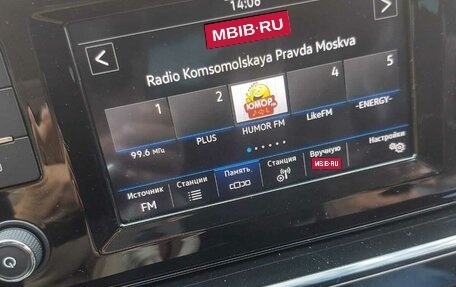 14:08
MBIB.RU
Radio Komsomolskaya Pravda Moskva
1
99.6 МГц
2
PLUS
ЮМОР
HUMOR FM
4
LikeFM
5
-ENERGY-
Источник
FM
Станции
Память
Станция
Вручную
MBIB.RU
Настройки